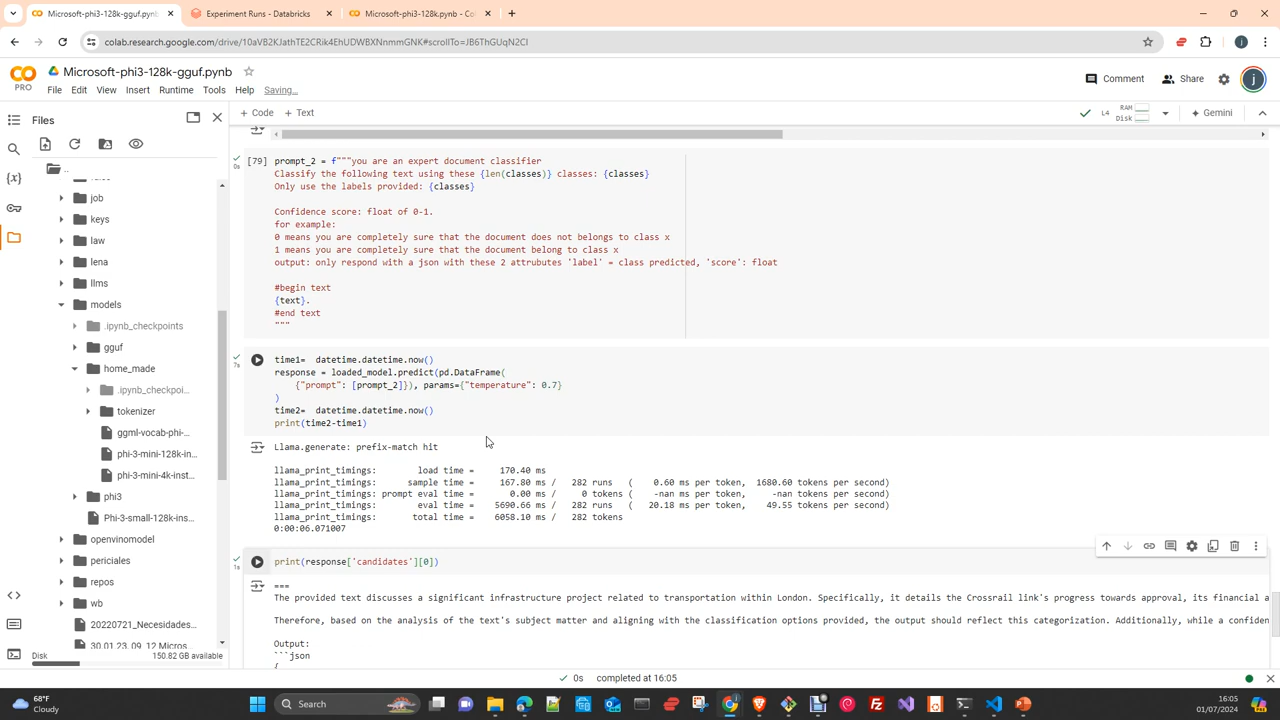 Microsoft-phi3-128k-gguf.pynb
Experiment Runs - Databricks
Microsoft-phi3-128k.pynb - Co
colab.research.google.com/drive/10aVB2KJathTE2CRik4EhUDWBXNnmmGNK#scrollTo=JB6ThGUqN2CI
PRO
Microsoft-phi3-128k-gguf.pynb
Comment
Share
File Edit View Insert Runtime Tools Help Saving...
Files
+ Code + Text
L4
RAM
Disk
Gemini
..
job
keys
law
lena
llms
models
.ipynb_checkpoints
gguf
home_made
.ipynb_checkpoi...
tokenizer
ggml-vocab-phi-...
phi-3-mini-128k-in...
phi-3-mini-4k-inst...
phi3
Phi-3-small-128k-ins...
openvinomodel
periciales
repos
wb
20220721_Necesidades...
30.01.23. 09. 12 Micros...
Disk
150.82 GB available
[79]
0s
prompt_2 = f"""you are an expert document classifier
Classify the following text using these {len(classes)} classes: {classes}
Only use the labels provided: {classes}
Confidence score: float of 0-1.
for example:
0 means you are completely sure that the document does not belongs to class x
1 means you are completely sure that the document belong to class x
output: only respond with a json with these 2 attrubutes 'label' = class predicted, 'score': float
#begin text
{text}.
#end text
"""
7s
time1= datetime.datetime.now()
response = loaded_model.predict(pd.DataFrame(
{"prompt": [prompt_2]}), params={"temperature": 0.7}
)
time2= datetime.datetime.now()
print(time2-time1)
Llama.generate: prefix-match hit
llama_print_timings: load time = 170.40 ms
llama_print_timings: sample time = 167.80 ms / 282 runs ( 0.60 ms per token, 1680.60 tokens per second)
llama_print_timings: prompt eval time = 0.00 ms / 0 tokens ( -nan ms per token, -nan tokens per second)
llama_print_timings: eval time = 5690.66 ms / 282 runs ( 20.18 ms per token, 49.55 tokens per second)
llama_print_timings: total time = 6058.10 ms / 282 tokens
0:00:06.071007
1s
print(response['candidates'][0])
===
The provided text discusses a significant infrastructure project related to transportation within London. Specifically, it details the Crossrail link's progress towards approval, its financial a
Therefore, based on the analysis of the text's subject matter and aligning with the classification options provided, the output should reflect this categorization. Additionally, while a confiden
Output:
```json
{
0s completed at 16:05
68°F
Cloudy
Search
16:05
01/07/2024